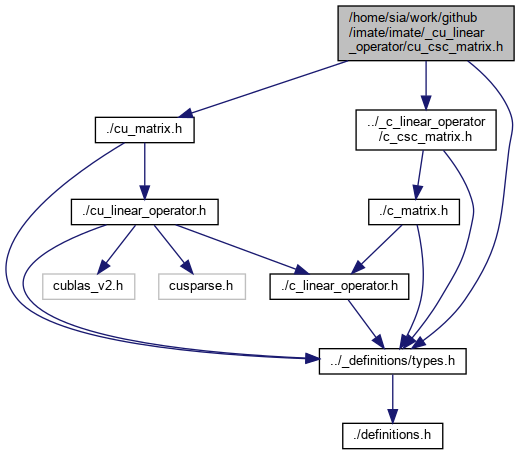 /home/sia/work/github
/imate/imate/_cu_linear
_operator/cu_csc_matrix.h
./cu_matrix.h
../_c_linear_operator
/c_csc_matrix.h
./cu_linear_operator.h
./c_matrix.h
cublas_v2.h
cusparse.h
./c_linear_operator.h
../_definitions/types.h
./definitions.h